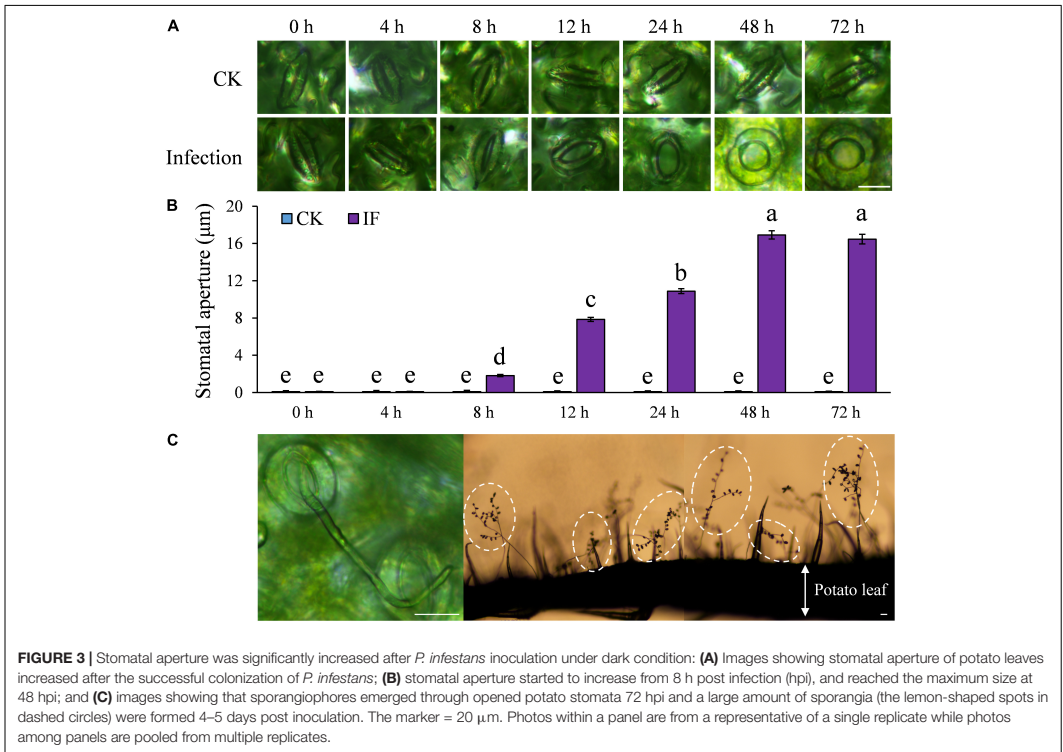 A 0 h 4 h 8 h 12 h 24 h 48 h 72 h
CK
Infection
B
20
16
12
8
4
0
Stomatal aperture (μm)
CK IF
e e e e e d e c e b e a e a
0 h 4 h 8 h 12 h 24 h 48 h 72 h
C
Potato leaf
FIGURE 3 | Stomatal aperture was significantly increased after P. infestans inoculation under dark condition: (A) Images showing stomatal aperture of potato leaves
increased after the successful colonization of P. infestans; (B) stomatal aperture started to increase from 8 h post infection (hpi), and reached the maximum size at
48 hpi; and (C) images showing that sporangiophores emerged through opened potato stomata 72 hpi and a large amount of sporangia (the lemon-shaped spots in
dashed circles) were formed 4–5 days post inoculation. The marker = 20 μm. Photos within a panel are from a representative of a single replicate while photos
among panels are pooled from multiple replicates.